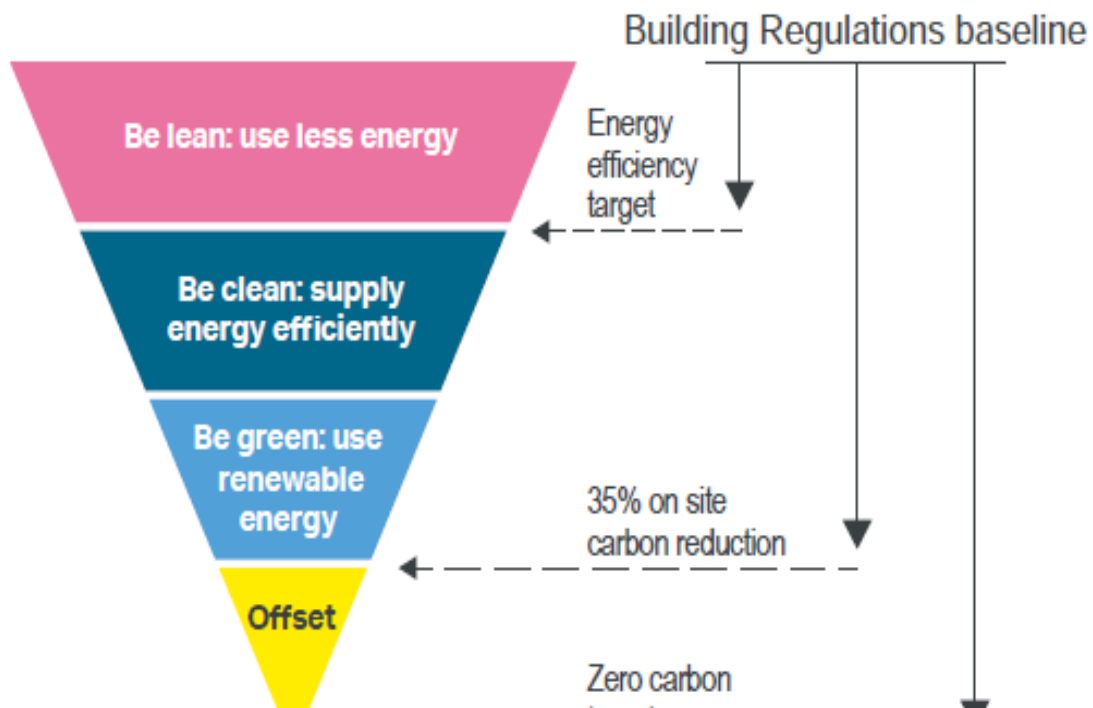 Building Regulations baseline
Be lean: use less energy
Energy
efficiency
target
Be clean: supply
energy efficiently
Be green: use
renewable
energy
35% on site
carbon reduction
Offset
Zero carbon